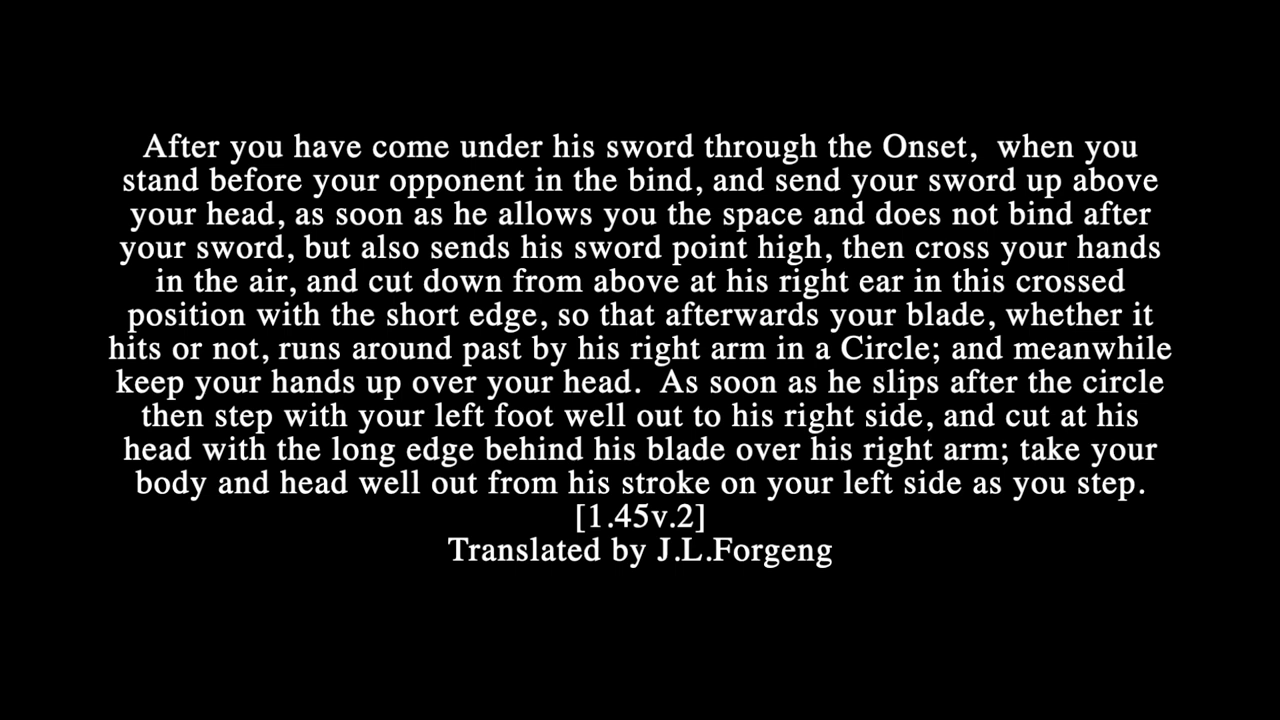 After you have come under his sword through the Onset,  when you
stand before your opponent in the bind, and send your sword up above
your head, as soon as he allows you the space and does not bind after
your sword, but also sends his sword point high, then cross your hands
in the air, and cut down from above at his right ear in this crossed
position with the short edge, so that afterwards your blade, whether it
hits or not, runs around past by his right arm in a Circle; and meanwhile
keep your hands up over your head.  As soon as he slips after the circle
then step with your left foot well out to his right side, and cut at his
head with the long edge behind his blade over his right arm; take your
body and head well out from his stroke on your left side as you step.
[1.45v.2]
Translated by J.L.Forgeng